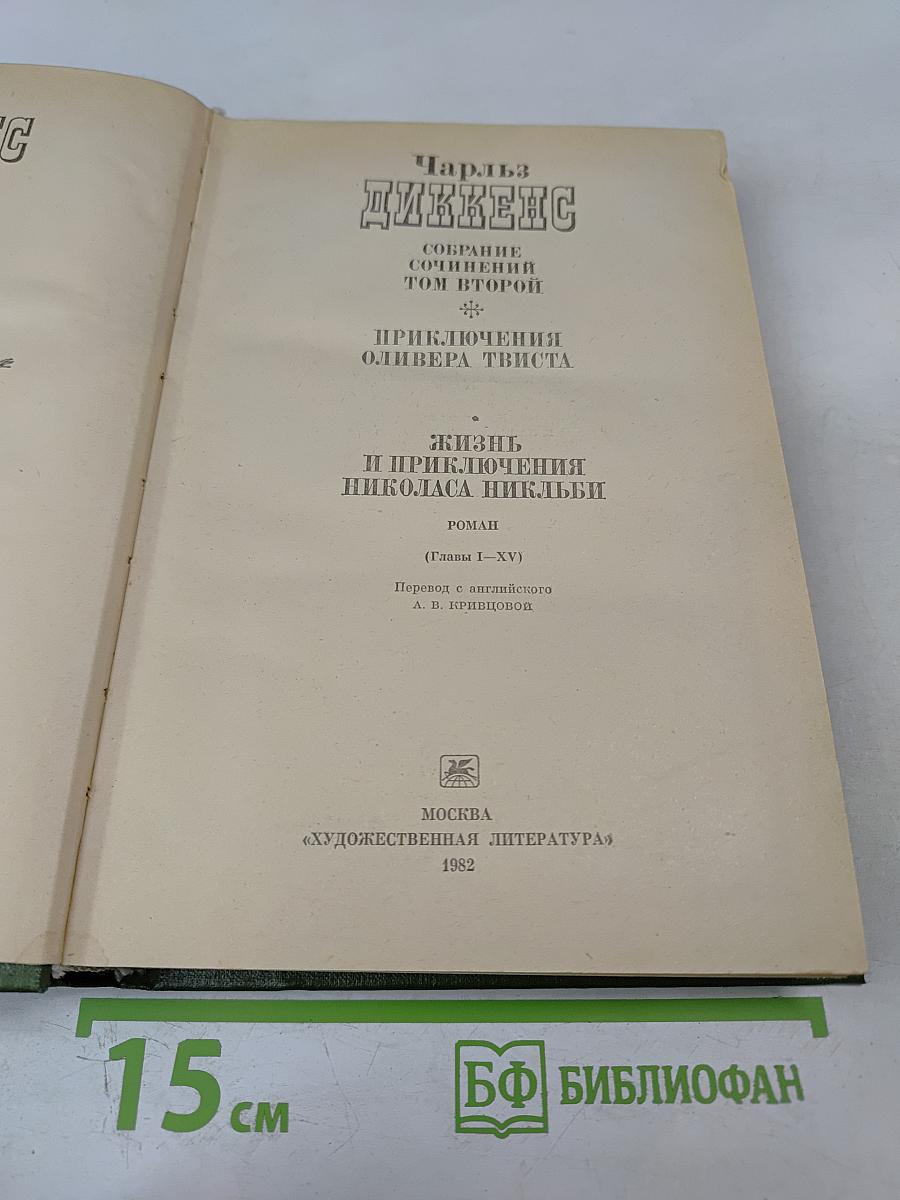 Чарльз
ДИККЕНС
СОБРАНИЕ
СОЧИНЕНИЙ
ТОМ ВТОРОЙ
ПРИКЛЮЧЕНИЯ
ОЛИВЕРА ТВИСТА
ЖИЗНЬ
И ПРИКЛЮЧЕНИЯ
НИКОЛАСА НИКЛЬБИ
РОМАН
(Главы I—XV)
Перевод с английского
А. В. КРИВЦОВОЙ
МОСКВА
«ХУДОЖЕСТВЕННАЯ ЛИТЕРАТУРА»
1982
15 см
БФ БИБЛИОФАН